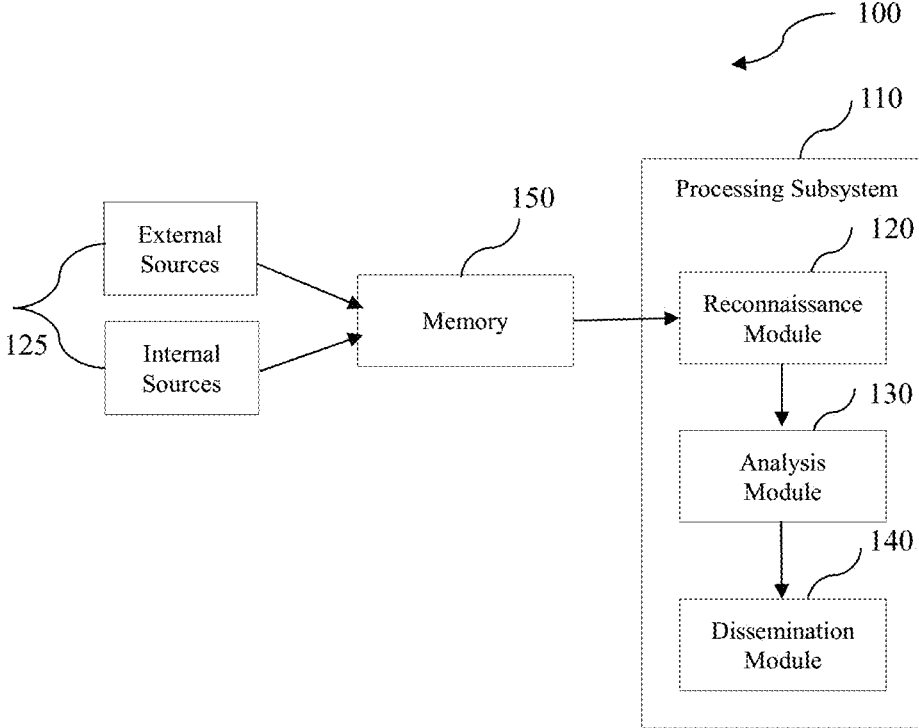 100
110
Processing Subsystem
150
120
External
Sources
Memory
Reconnaissance
Module
125
Internal
Sources
130
Analysis
Module
140
Dissemination
Module